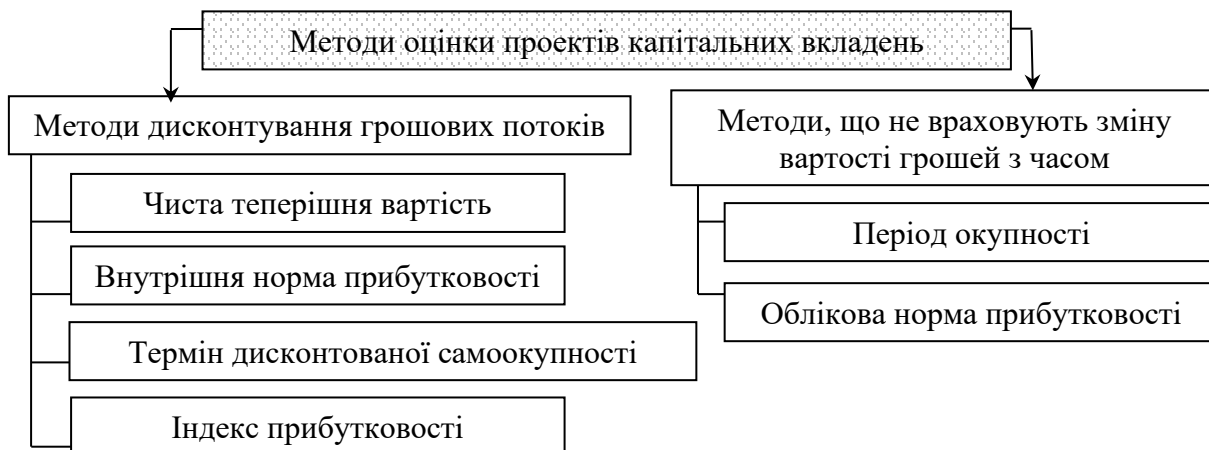 Методи оцінки проектів капітальних вкладень
Методи дисконтування грошових потоків
Чиста теперішня вартість
Внутрішня норма прибутковості
Термін дисконтованої самоокупності
Індекс прибутковості
Методи, що не враховують зміну
вартості грошей з часом
Період окупності
Облікова норма прибутковості